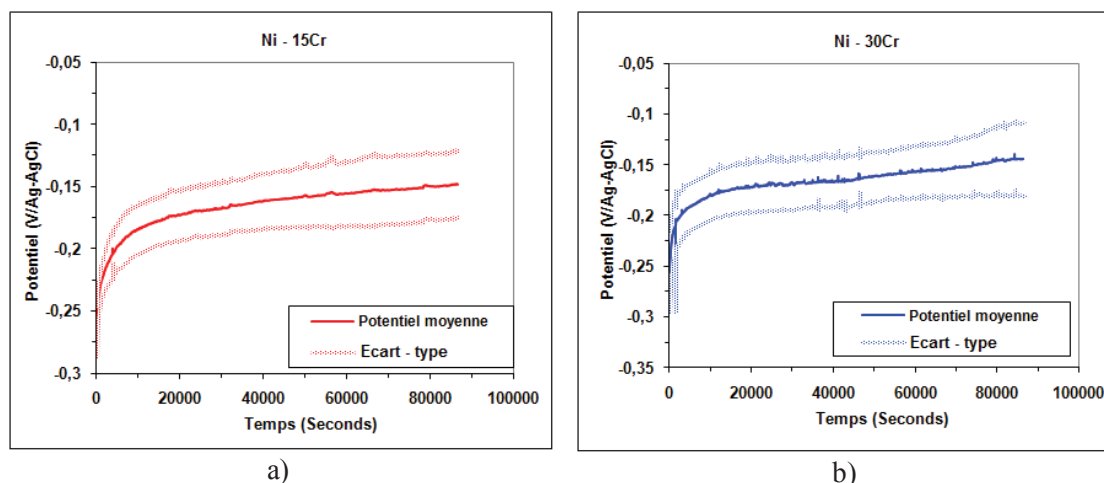 Ni - 15Cr
-0,05
-0,1
-0,15
-0,2
-0,25
-0,3
Potentiel (V/Ag-AgCl)
Potentiel moyenne
Ecart - type
0 20000 40000 60000 80000 100000
Temps (Secondes)
a)
Ni - 30Cr
-0,05
-0,1
-0,15
-0,2
-0,25
-0,3
-0,35
Potentiel (V/Ag-AgCl)
Potentiel moyenne
Ecart - type
0 20000 40000 60000 80000 100000
Temps (Secondes)
b)